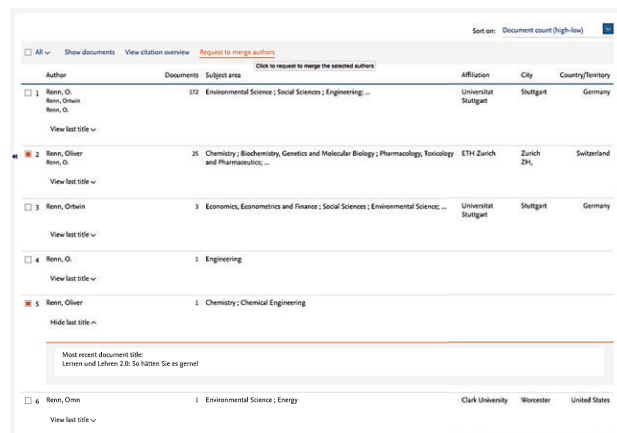 Sort on: Document count (high-low)
All Show documents View citation overview Request to merge authors
Click to request to merge the selected authors
Author Documents Subject area Affiliation City Country/Territory
1 Renn, O. 172 Environmental Science ; Social Sciences ; Engineering; ... Universitat Stuttgart Germany
Renn, Ortwin Stuttgart
Renn, O.
View last title
2 Renn, Oliver 25 Chemistry ; Biochemistry, Genetics and Molecular Biology ; Pharmacology, Toxicology ETH Zurich Zurich Switzerland
Renn, O. and Pharmaceutics; ... ZH,
View last title
3 Renn, Ortwin 3 Economics, Econometrics and Finance ; Social Sciences ; Environmental Science; ... Universitat Stuttgart Germany
Stuttgart
View last title
4 Renn, O. 1 Engineering
View last title
5 Renn, Oliver 1 Chemistry ; Chemical Engineering
Hide last title
Most recent document title:
Lernen und Lehren 2.0: So hätten Sie es gerne!
6 Renn, Omn 1 Environmental Science ; Energy Clark University Worcester United States
View last title